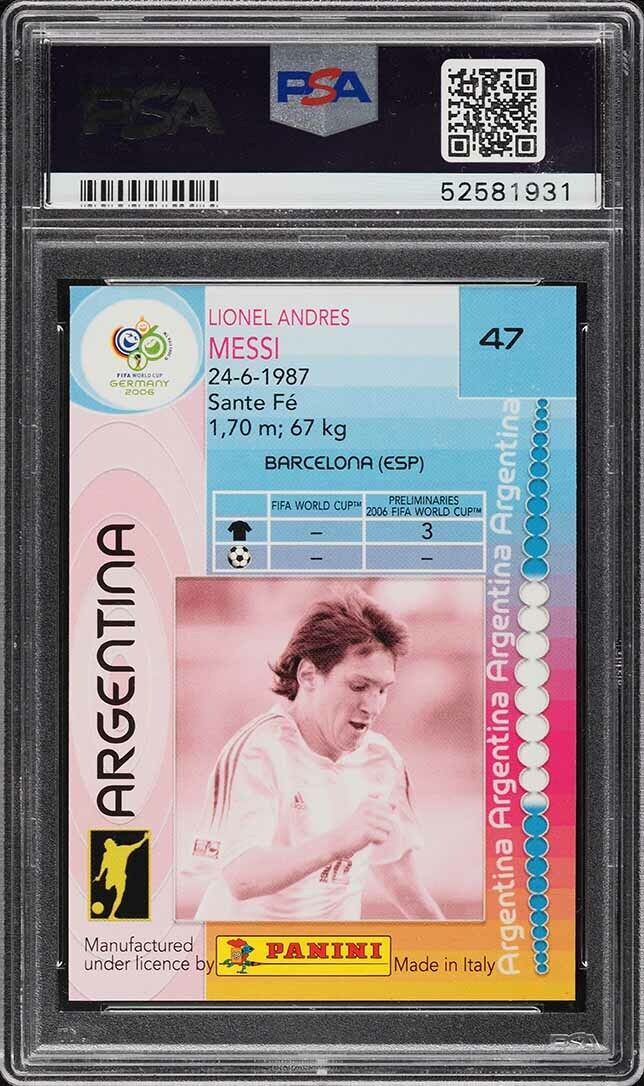 PSA
PSA
52581931
FIFA WORLD CUP
GERMANY
2006
LIONEL ANDRES
MESSI
24-6-1987
Sante Fé
1,70 m; 67 kg
BARCELONA (ESP)
47
FIFA WORLD CUP™
PRELIMINARIES
2006 FIFA WORLD CUP™
– 3
– –
ARGENTINA
Argentina Argentina Argentina Argentina
10
Manufactured
under licence by PANINI Made in Italy
PSA